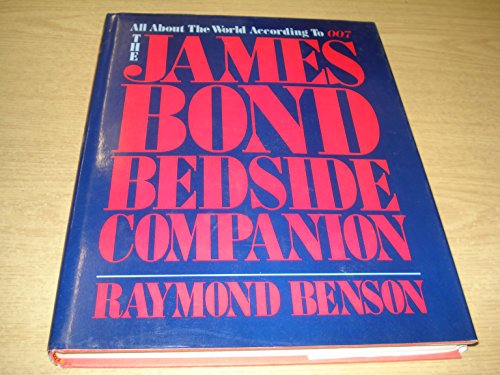 All About The World According To 007
THE JAMES
BOND
BEDSIDE
COMPANION
RAYMOND BENSON